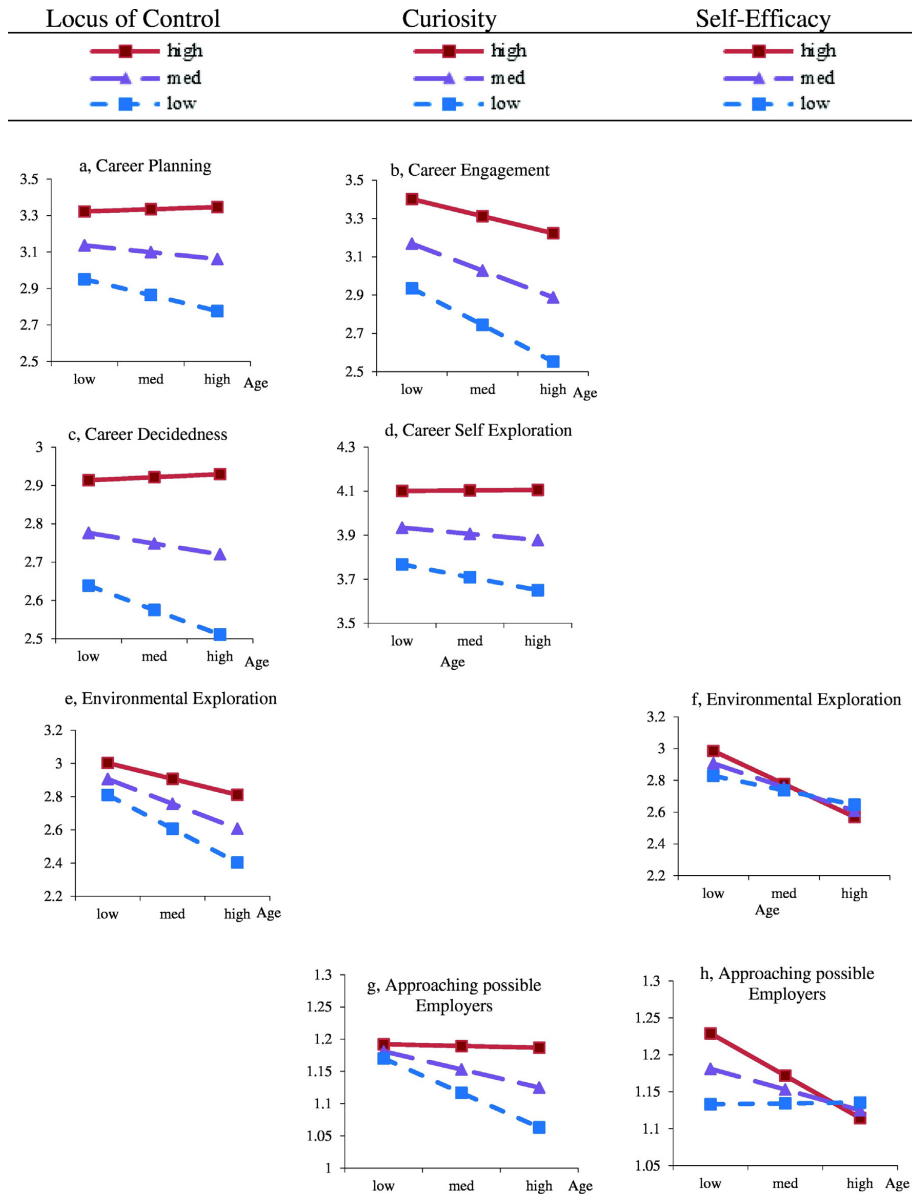 Locus of Control Curiosity Self-Efficacy
high high high
med med med
low low low
a, Career Planning
3.5
3.3
3.1
2.9
2.7
2.5
low med high Age
b, Career Engagement
3.5
3.3
3.1
2.9
2.7
2.5
low med high Age
c, Career Decidedness
3
2.9
2.8
2.7
2.6
2.5
low med high Age
d, Career Self Exploration
4.3
4.1
3.9
3.7
3.5
low med high
Age
e, Environmental Exploration
3.2
3
2.8
2.6
2.4
2.2
low med high Age
f, Environmental Exploration
3.2
3
2.8
2.6
2.4
2.2
low med high
Age
g, Approaching possible
Employers
1.3
1.25
1.2
1.15
1.1
1.05
1
low med high Age
h, Approaching possible
Employers
1.3
1.25
1.2
1.15
1.1
1.05
low med high Age